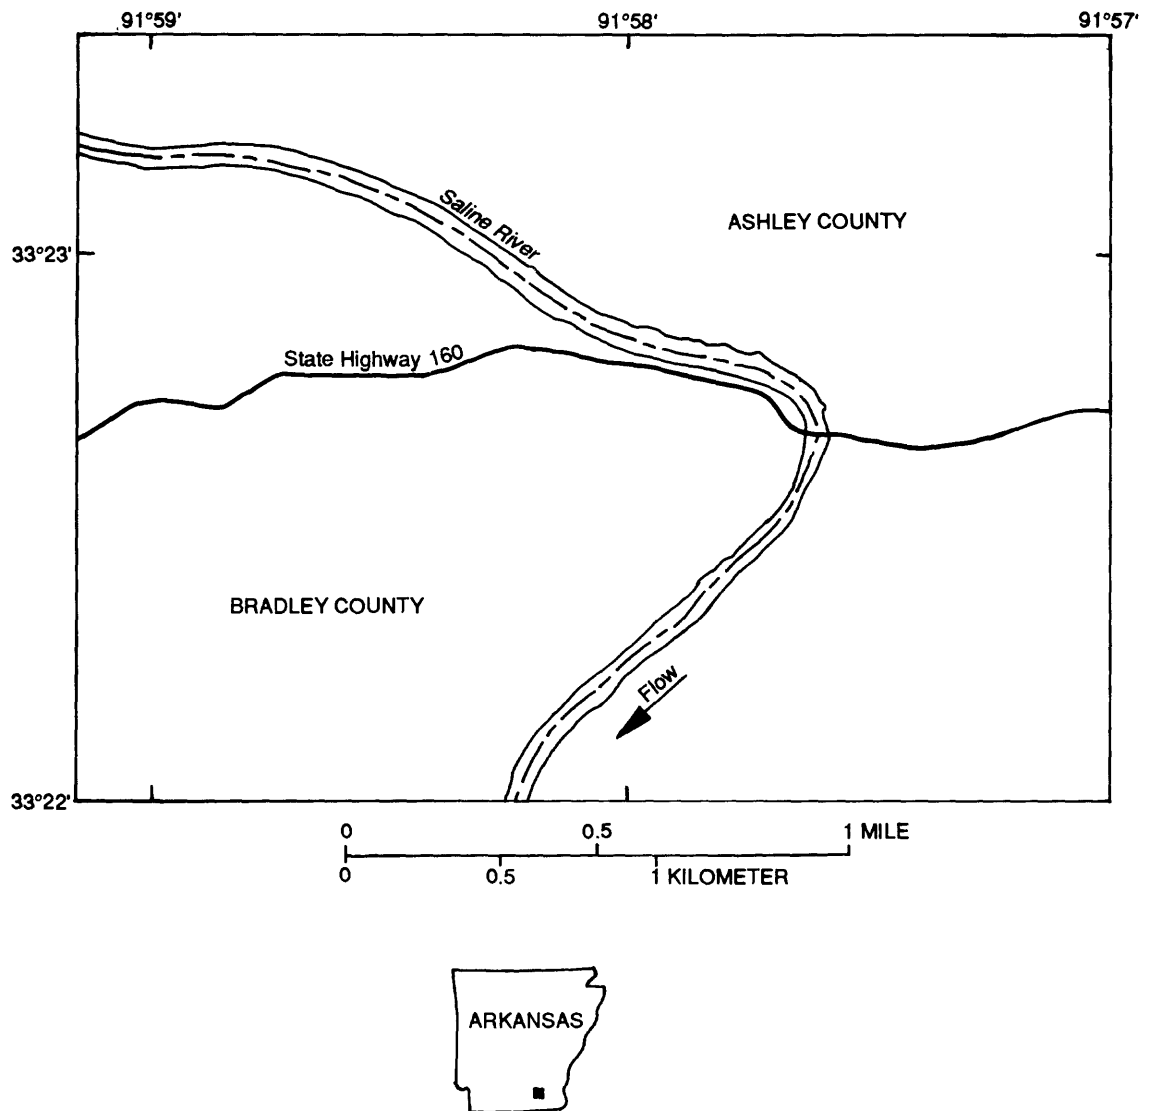 91°59'
91°58'
91°57'
Saline River
ASHLEY COUNTY
33°23'
State Highway 160
BRADLEY COUNTY
Flow
33°22'
0 0.5 1 MILE
0 0.5 1 KILOMETER
ARKANSAS